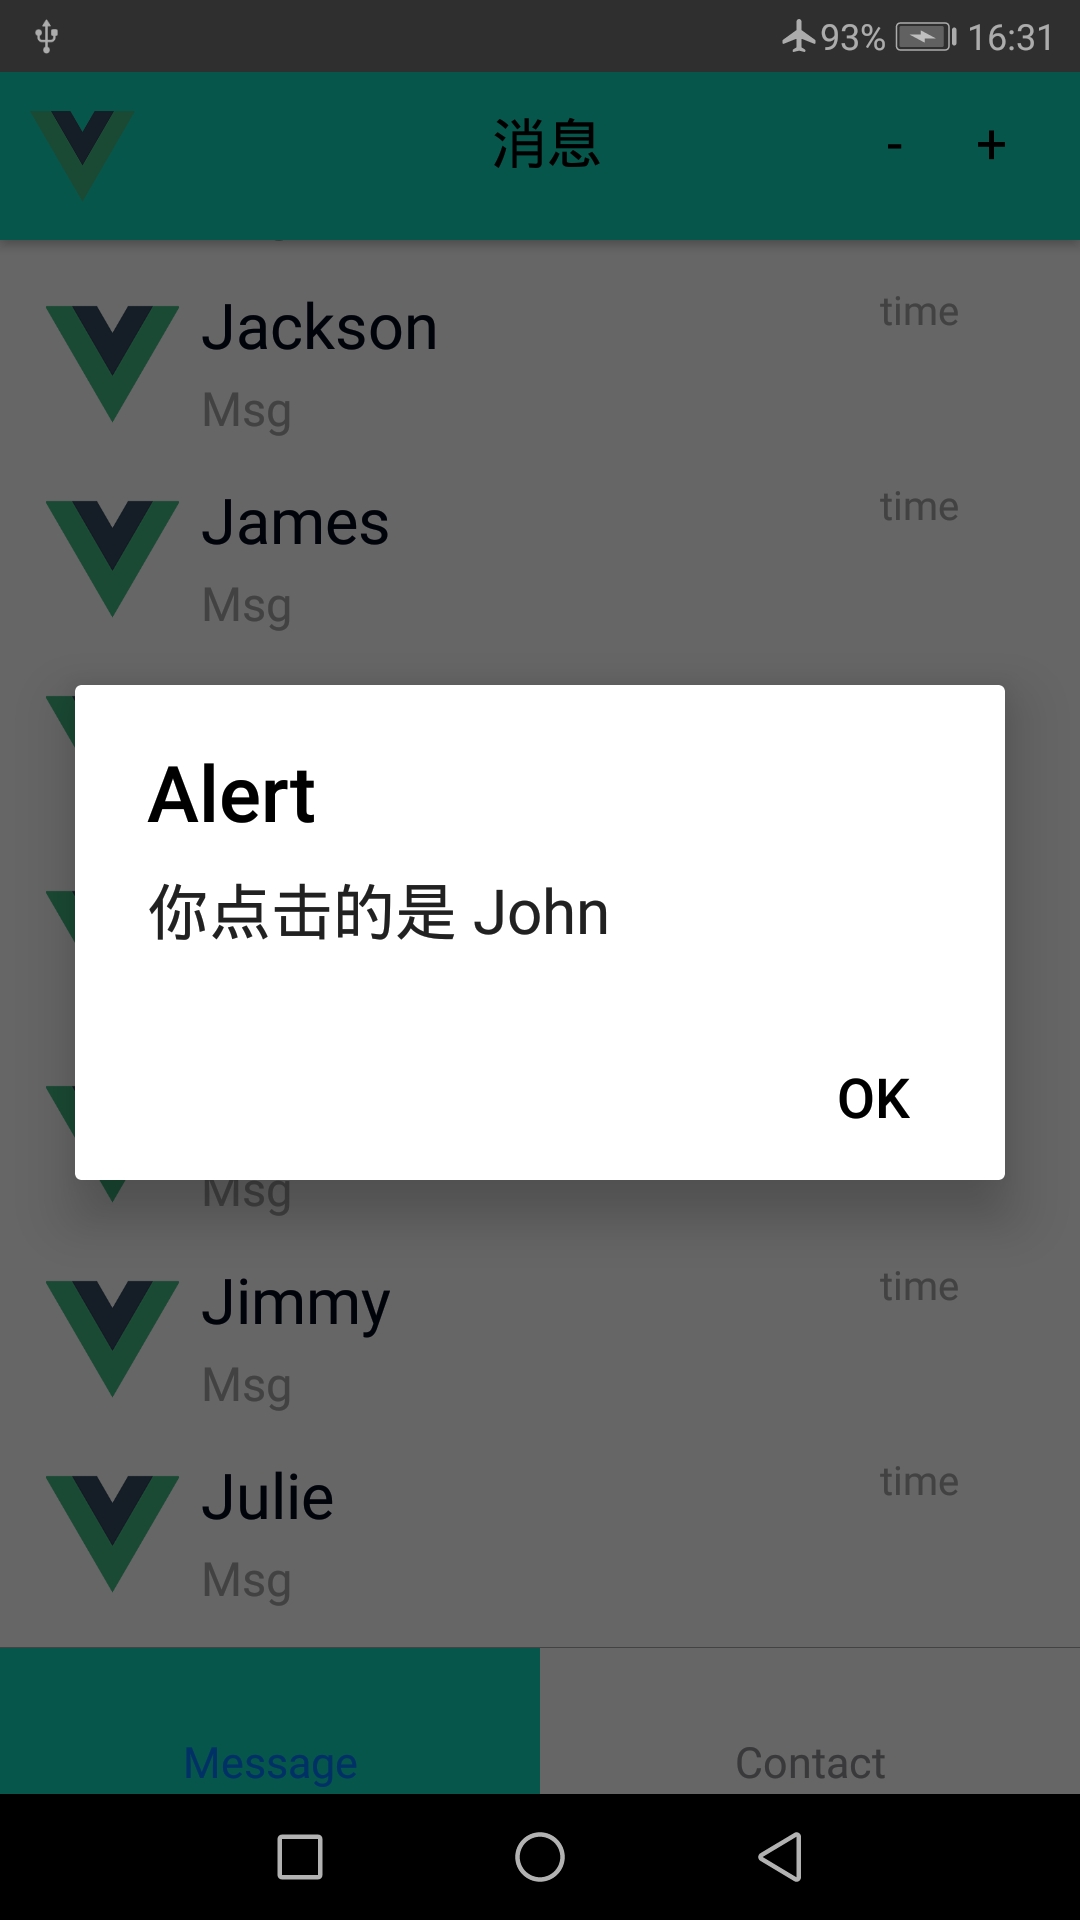 93% 16:31
消息 - +
Jackson time
Msg
James time
Msg
Alert
你点击的是 John
OK
Msg
Jimmy time
Msg
Julie time
Msg
Message Contact